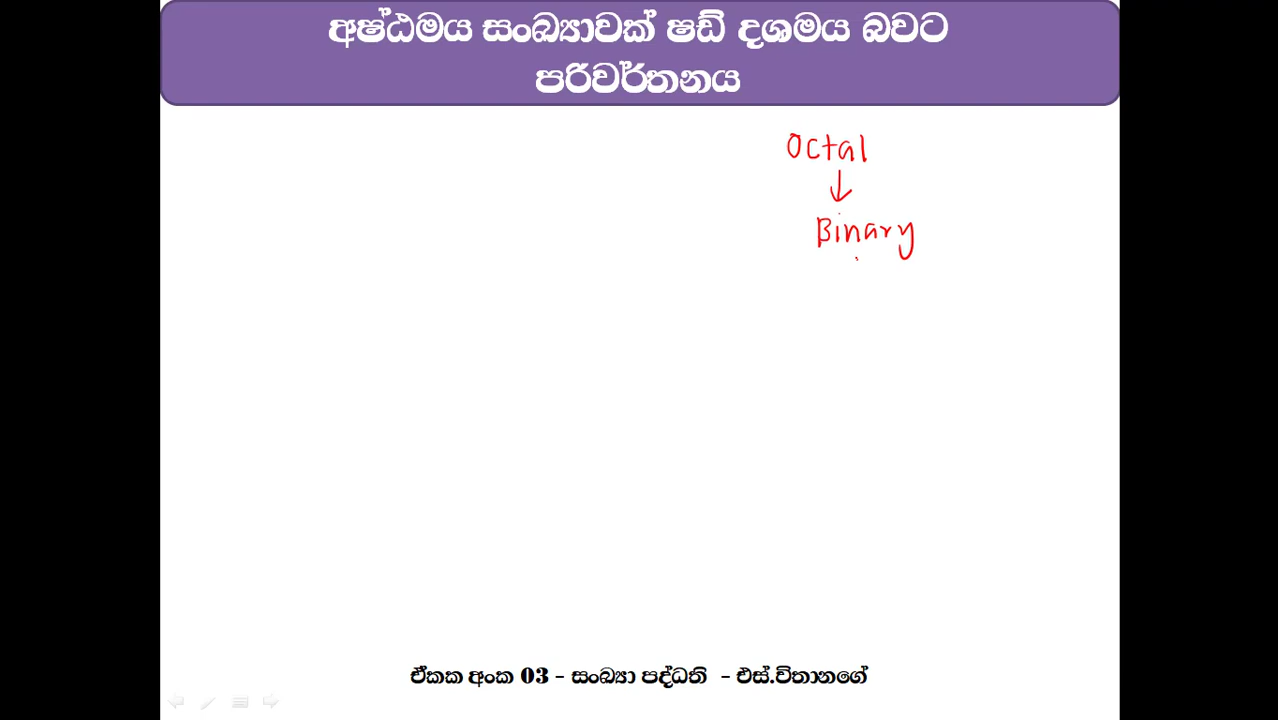 අෂ්ඨමය සංඛ්‍යාවක් ෂඩ් දශමය බවට
පරිවර්තනය
Octal
↓
Binary
ඒකක අංක 03 - සංඛ්‍යා පද්ධති - එස්.විතානගේ